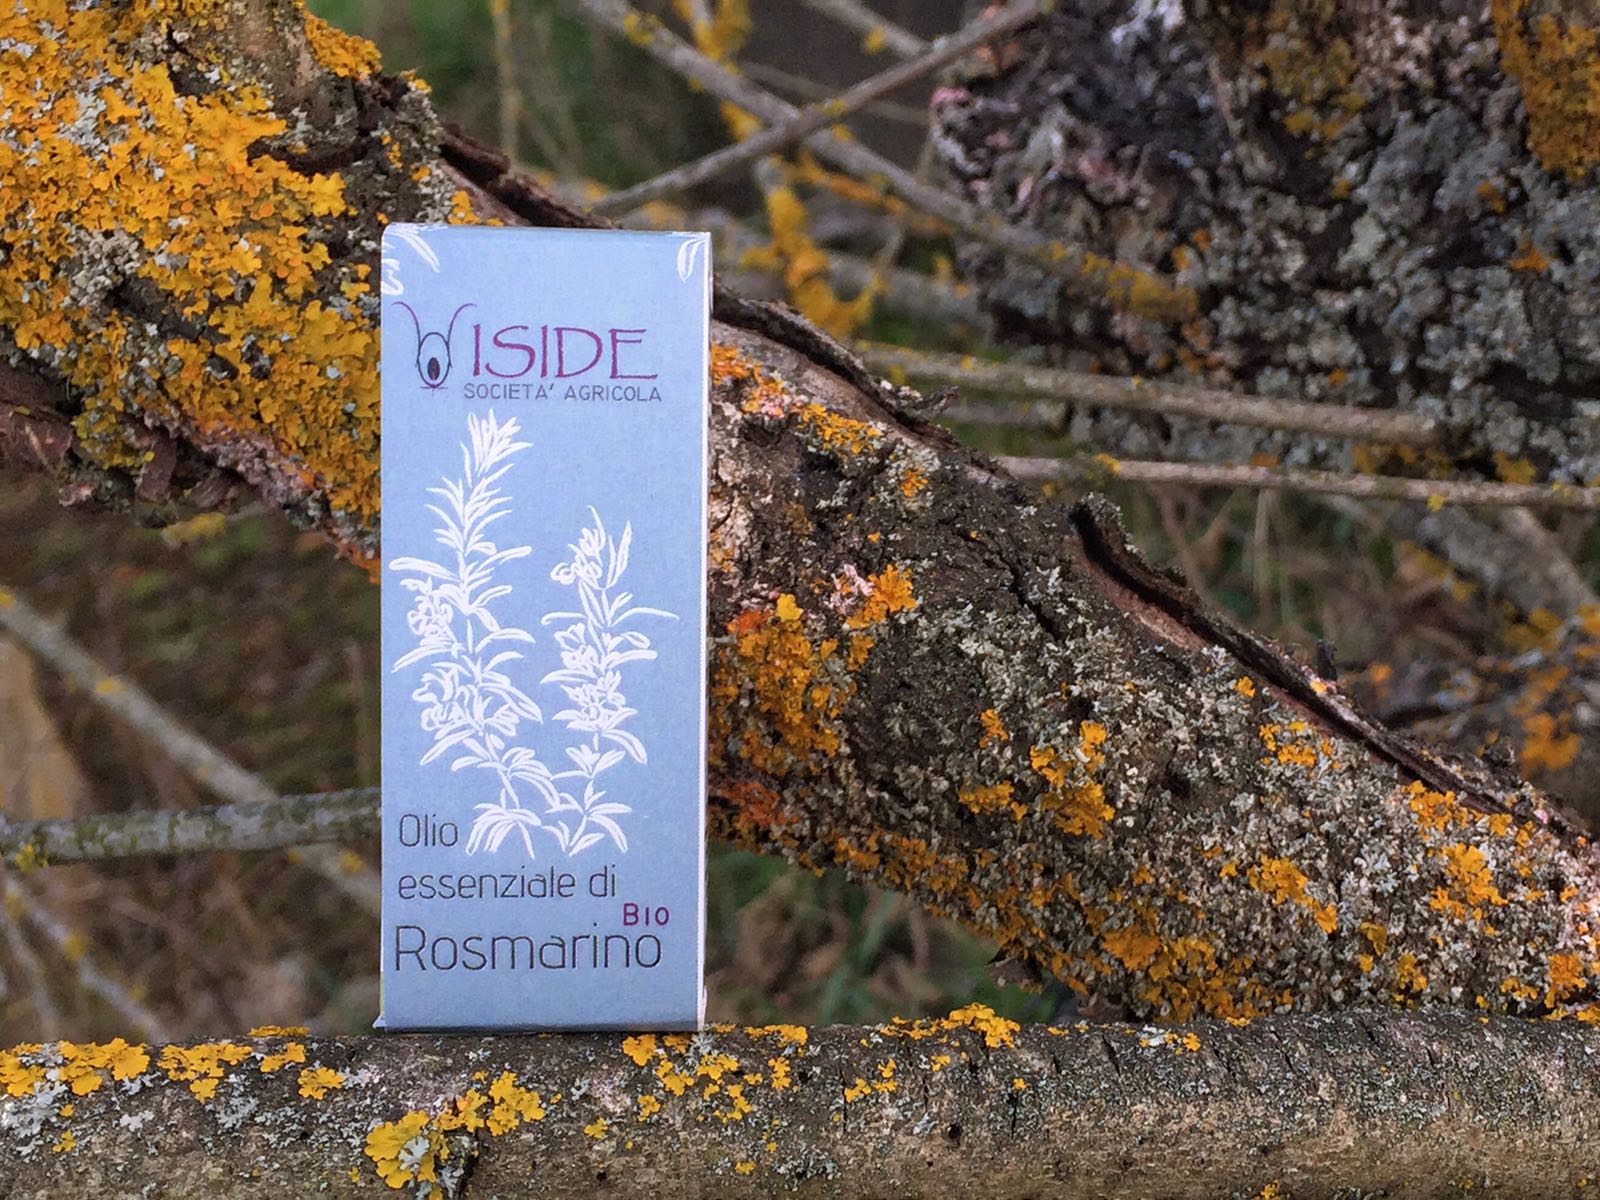 ISIDE
SOCIETA' AGRICOLA
Olio
essenziale di
BIO
Rosmarino